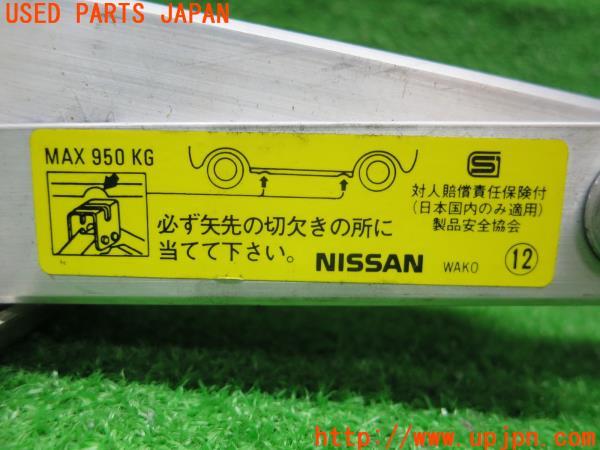 USED PARTS JAPAN
MAX 950 KG
対人賠償責任保険付
(日本国内のみ適用)
製品安全協会
必ず矢先の切欠きの所に
当てて下さい。
NISSAN WAKO 12
http://www.upjpn.com/